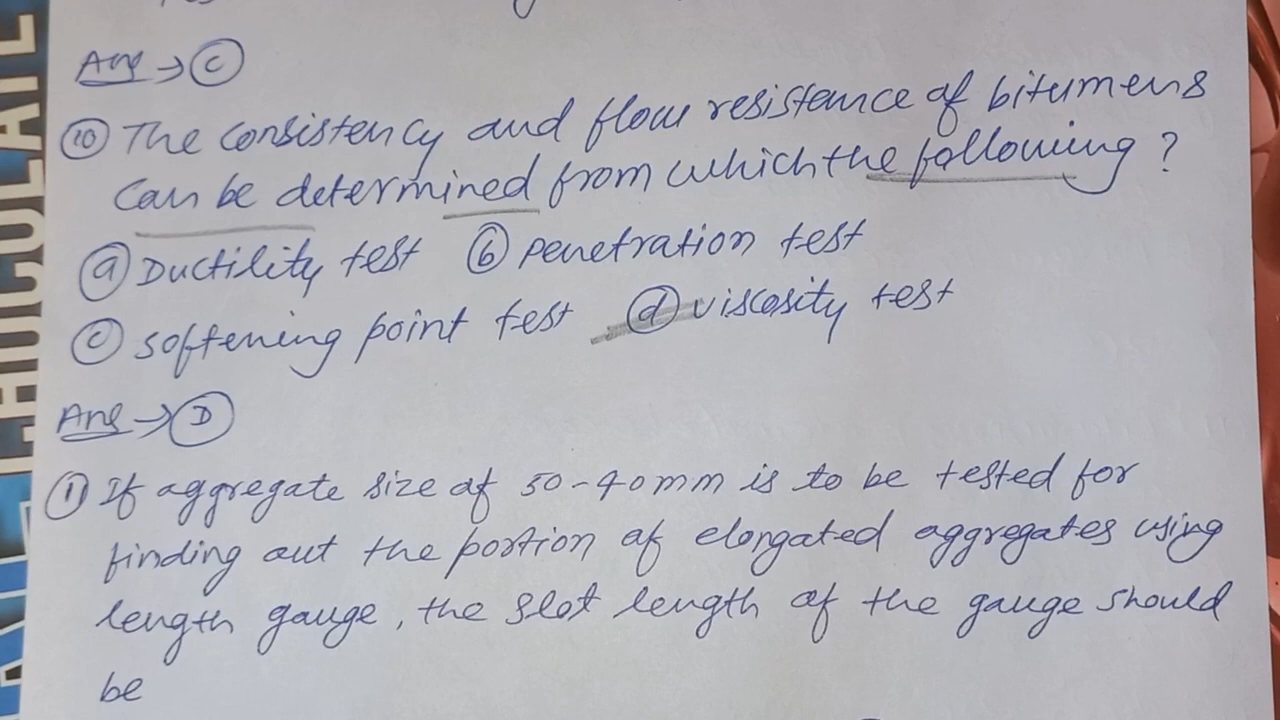 Ans → C
10 The consistency and flow resistance of bitumens
can be determined from which the following ?
a Ductility test b penetration test
c softening point test d viscosity test
Ans → D
11 If aggregate size of 50-40mm is to be tested for
finding out the portion of elongated aggregates using
length gauge, the slot length of the gauge should
be